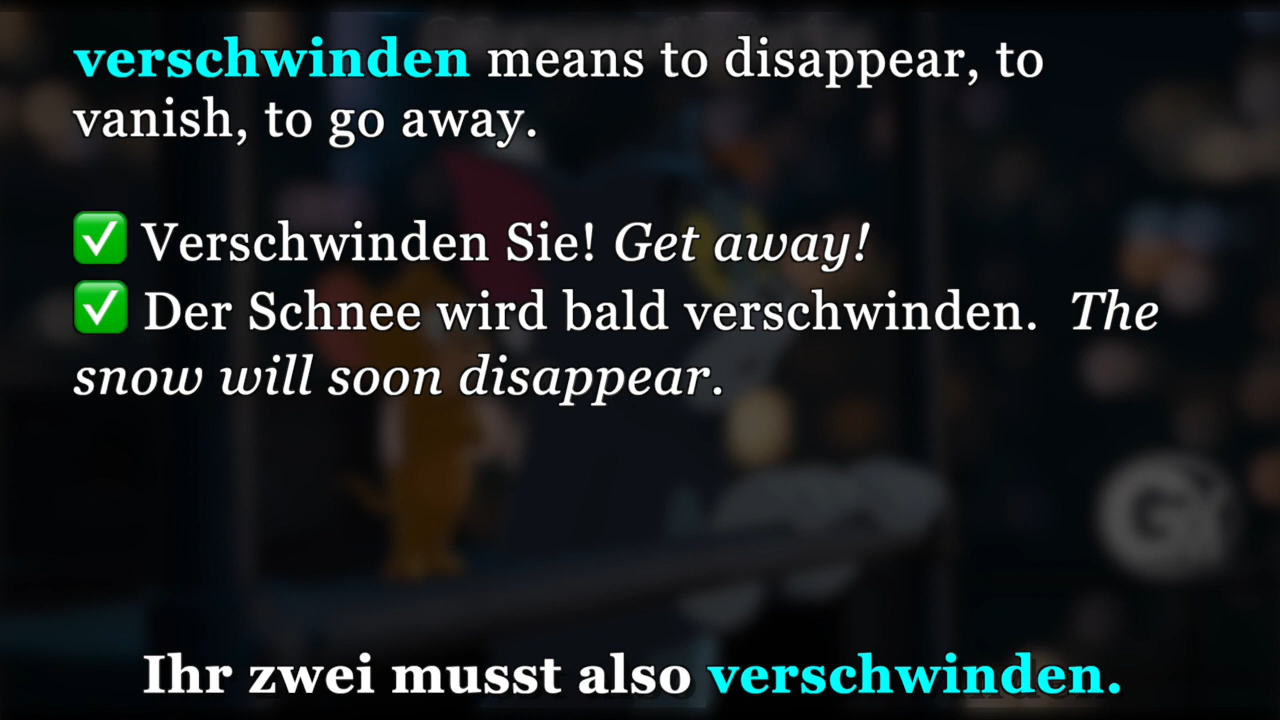 verschwinden means to disappear, to
vanish, to go away.
✅ Verschwinden Sie! Get away!
✅ Der Schnee wird bald verschwinden. The
snow will soon disappear.
Ihr zwei musst also verschwinden.